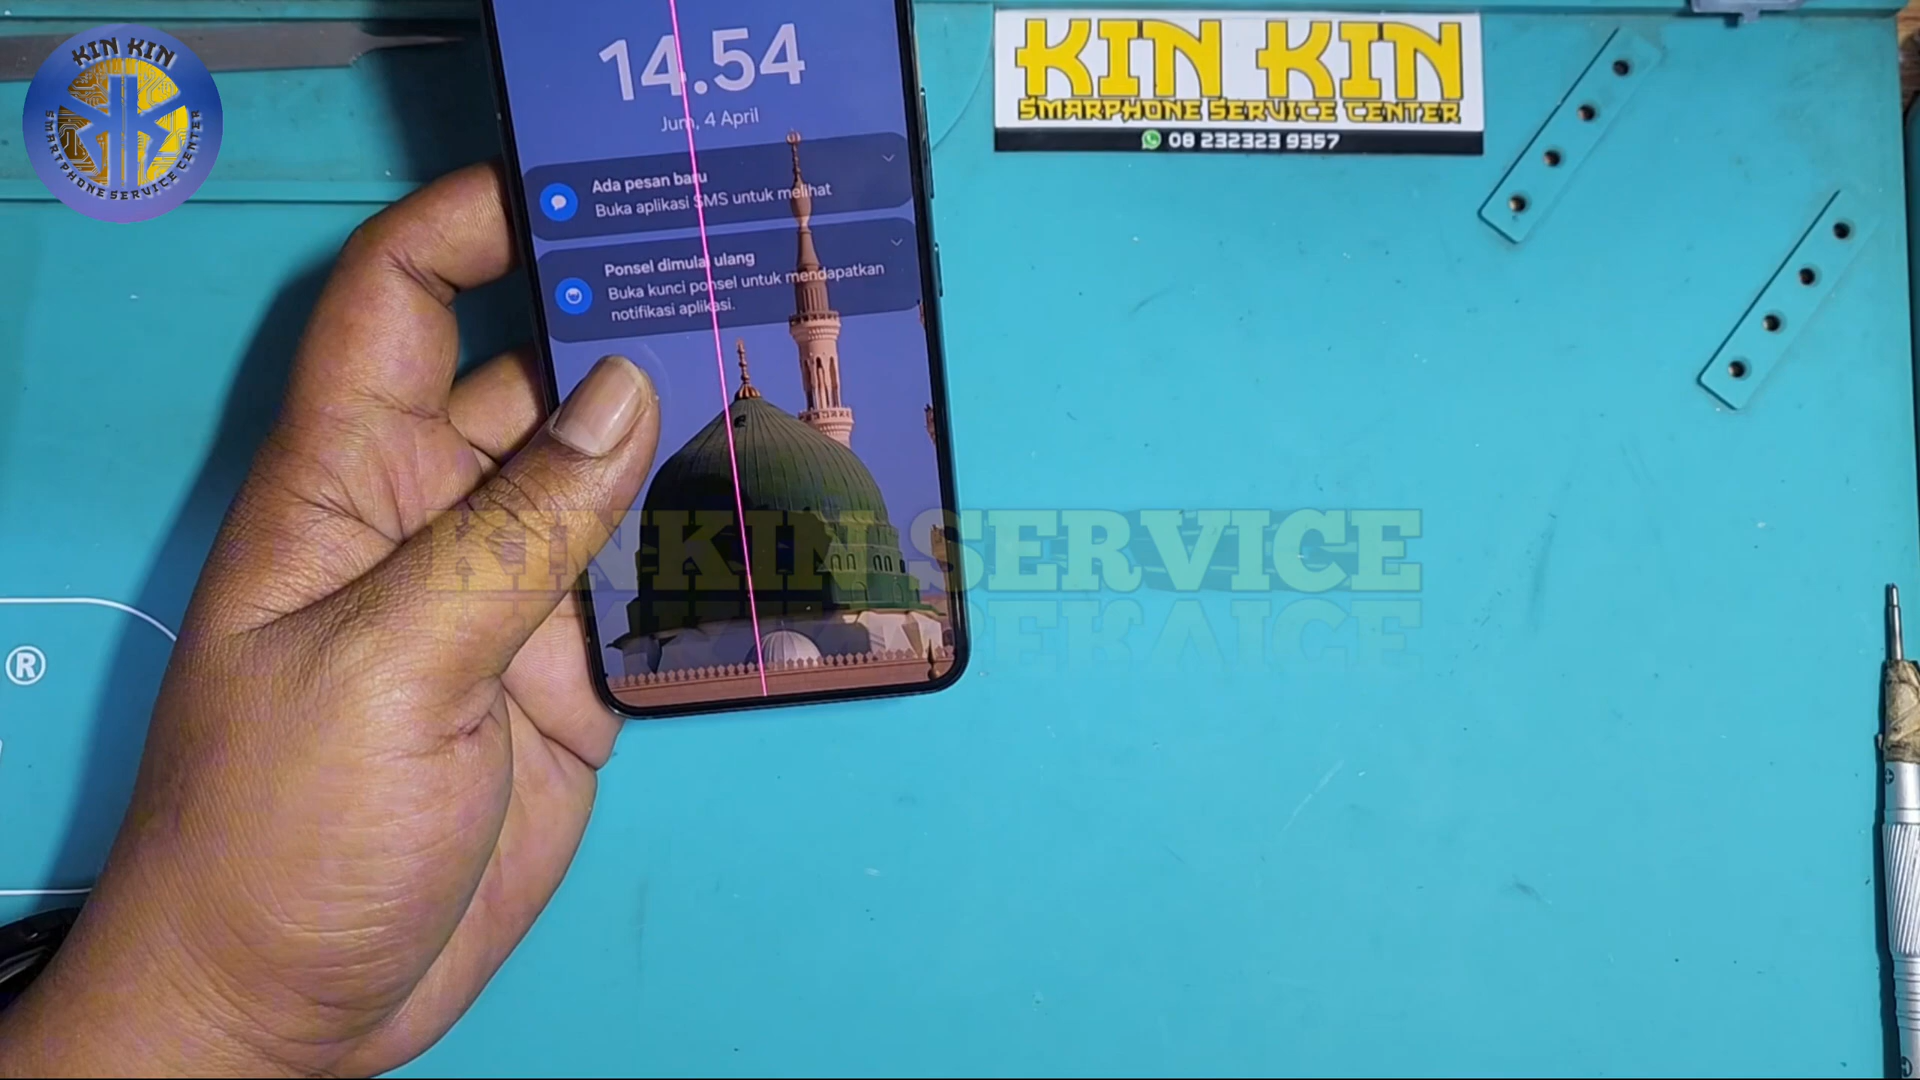 KIN KIN
SMARTPHONE SERVICE CENTER
14.54
Jum, 4 April
Ada pesan baru
Buka aplikasi SMS untuk melihat
Ponsel dimulai ulang
Buka kunci ponsel untuk mendapatkan
notifikasi aplikasi.
KIN KIN
SMARPHONE SERVICE CENTER
08 232323 9357
KINKIN SERVICE
®